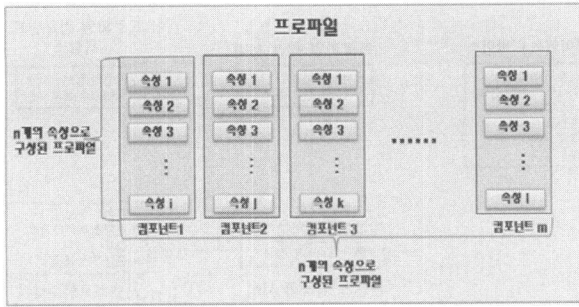 프로파일
속성 1 속성 1 속성 1 속성 1
속성 2 속성 2 속성 2 속성 2
속성 3 속성 3 속성 3 속성 3
n개의 속성으로
구성된 프로파일
⋮ ⋮ ⋮ ...... ⋮
속성 i 속성 j 속성 k 속성 l
컴포넌트1 컴포넌트2 컴포넌트 3 컴포넌트 m
n개의 속성으로
구성된 프로파일